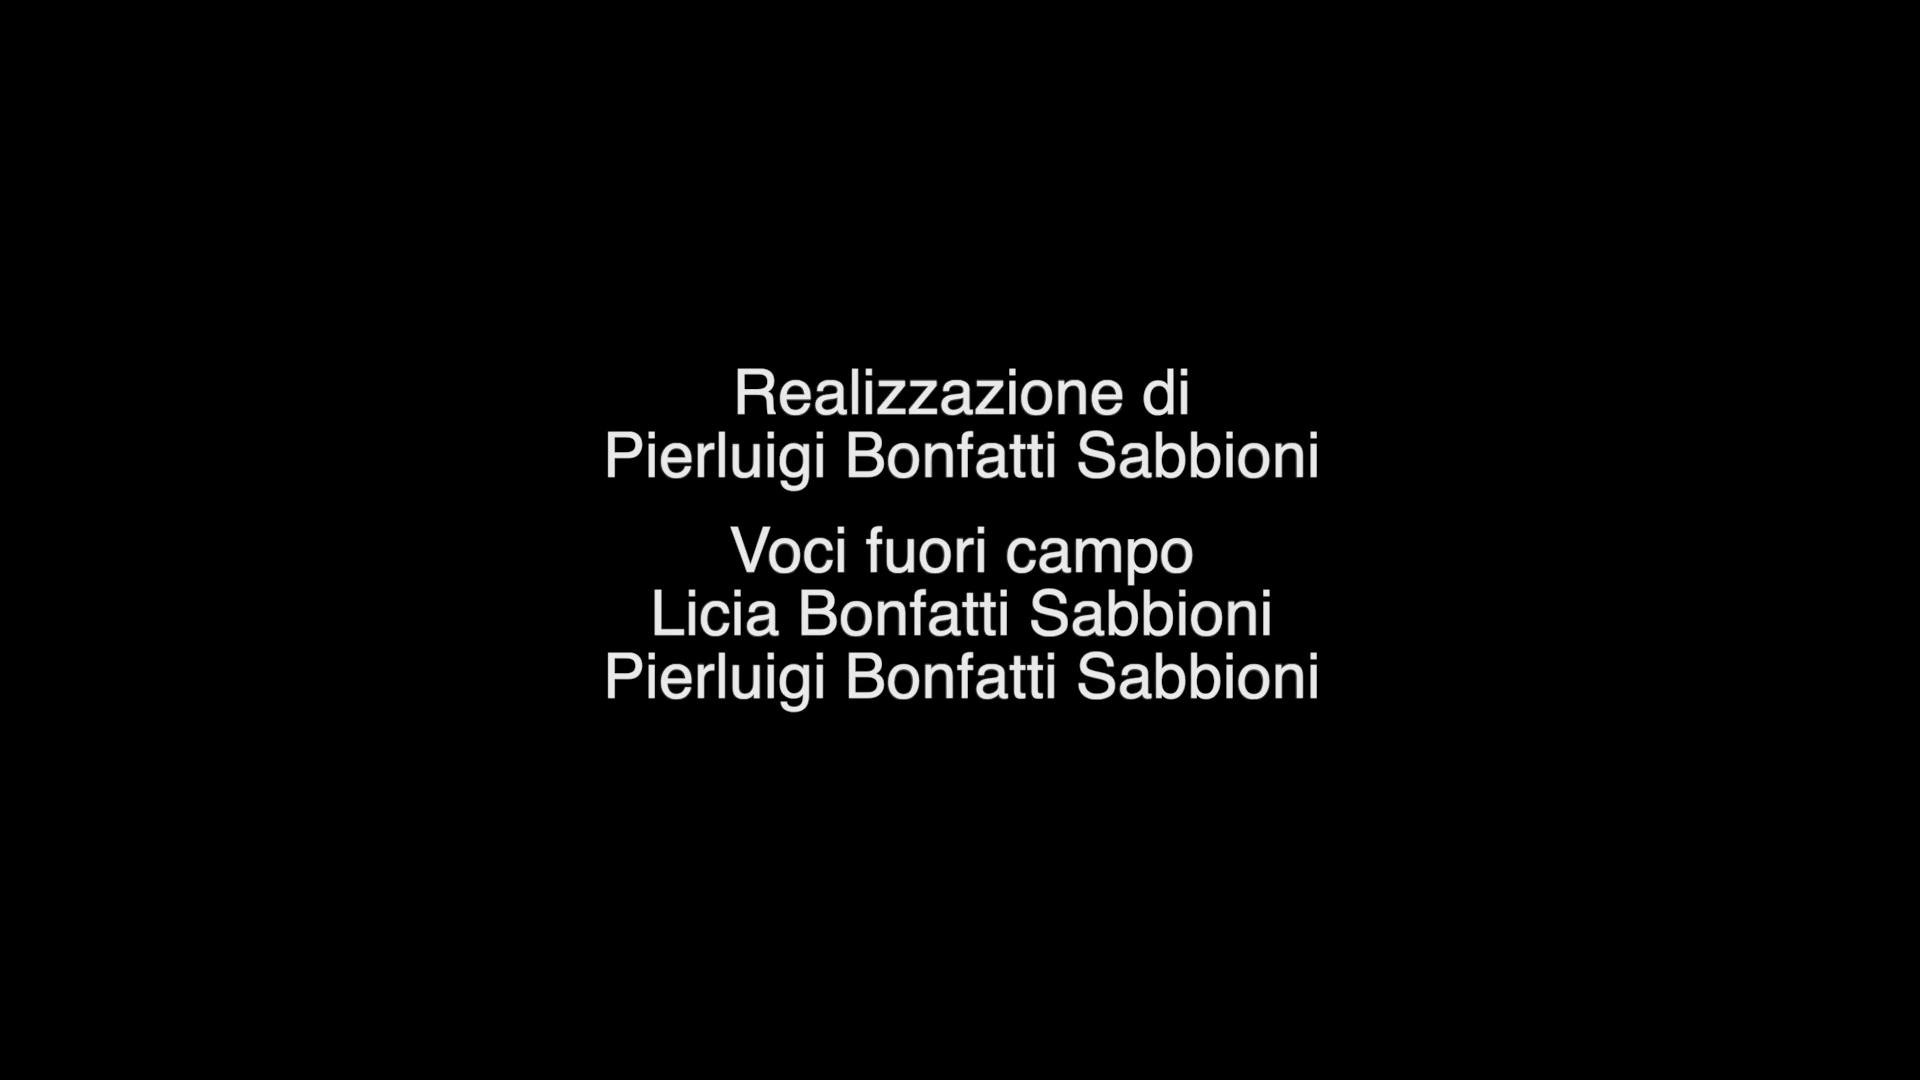 Realizzazione di
Pierluigi Bonfatti Sabbioni
Voci fuori campo
Licia Bonfatti Sabbioni
Pierluigi Bonfatti Sabbioni